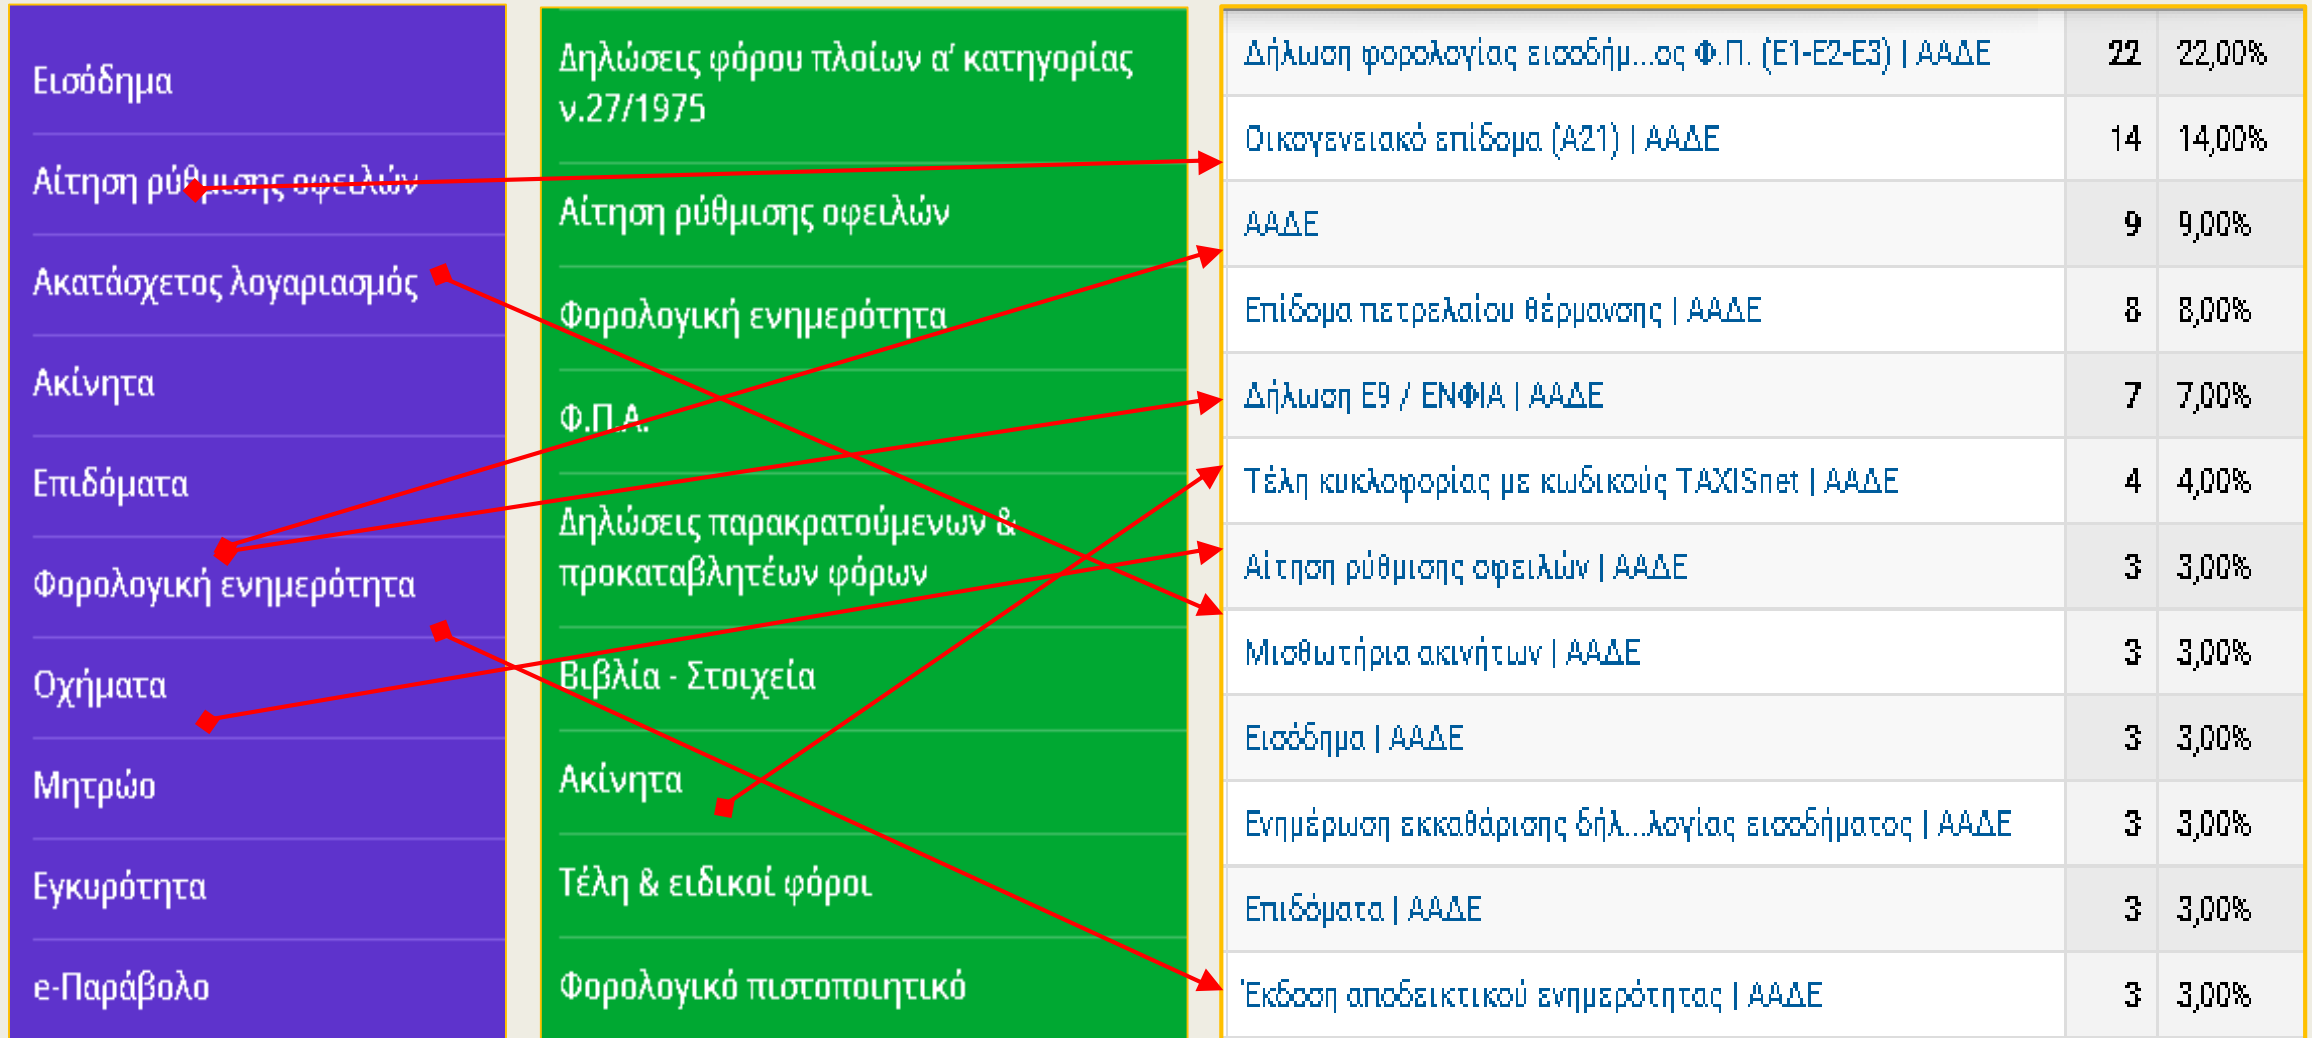 Εισόδημα
Αίτηση ρύθμισης οφειλών
Ακατάσχετος λογαριασμός
Ακίνητα
Επιδόματα
Φορολογική ενημερότητα
Οχήματα
Μητρώο
Εγκυρότητα
e-Παράβολο
Δηλώσεις φόρου πλοίων α' κατηγορίας
ν.27/1975
Αίτηση ρύθμισης οφειλών
Φορολογική ενημερότητα
Φ.Π.Α.
Δηλώσεις παρακρατούμενων &
προκαταβλητέων φόρων
Βιβλία - Στοιχεία
Ακίνητα
Τέλη & ειδικοί φόροι
Φορολογικό πιστοποιητικό
Δήλωση φορολογίας εισοδήμ...ος Φ.Π. (Ε1-Ε2-Ε3) | ΑΑΔΕ 22 22,00%
Οικογενειακό επίδομα (Α21) | ΑΑΔΕ 14 14,00%
ΑΑΔΕ 9 9,00%
Επίδομα πετρελαίου θέρμανσης | ΑΑΔΕ 8 8,00%
Δήλωση Ε9 / ΕΝΦΙΑ | ΑΑΔΕ 7 7,00%
Τέλη κυκλοφορίας με κωδικούς TAXISnet | ΑΑΔΕ 4 4,00%
Αίτηση ρύθμισης οφειλών | ΑΑΔΕ 3 3,00%
Μισθωτήρια ακινήτων | ΑΑΔΕ 3 3,00%
Εισόδημα | ΑΑΔΕ 3 3,00%
Ενημέρωση εκκαθάρισης δήλ...λογίας εισοδήματος | ΑΑΔΕ 3 3,00%
Επιδόματα | ΑΑΔΕ 3 3,00%
Έκδοση αποδεικτικού ενημερότητας | ΑΑΔΕ 3 3,00%